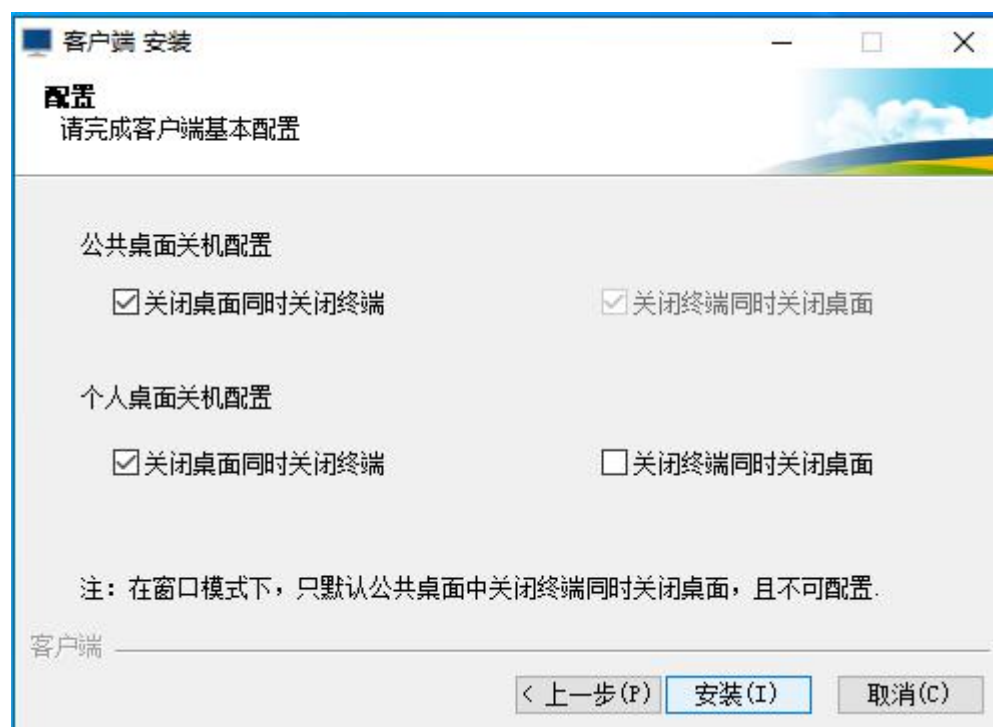 客户端 安装
配置
请完成客户端基本配置
公共桌面关机配置
关闭桌面同时关闭终端 关闭终端同时关闭桌面
个人桌面关机配置
关闭桌面同时关闭终端 关闭终端同时关闭桌面
注：在窗口模式下，只默认公共桌面中关闭终端同时关闭桌面，且不可配置.
客户端
< 上一步(P) 安装(I) 取消(C)